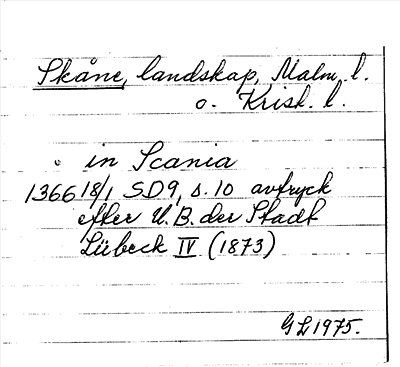 Skåne, landskap, Malm. l.
o. Krist. l.
in Scania
1366 18/1 SD9, s. 10 avtryck
efter U. B. der Stadt
Lübeck IV (1873)
GL 1975.